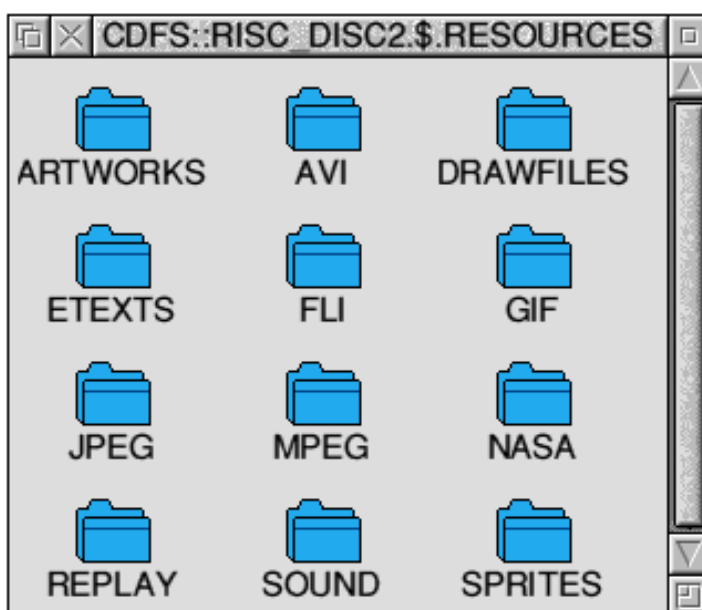 CDFS::RISC_DISC2.$.RESOURCES
ARTWORKS AVI DRAWFILES
ETEXTS FLI GIF
JPEG MPEG NASA
REPLAY SOUND SPRITES